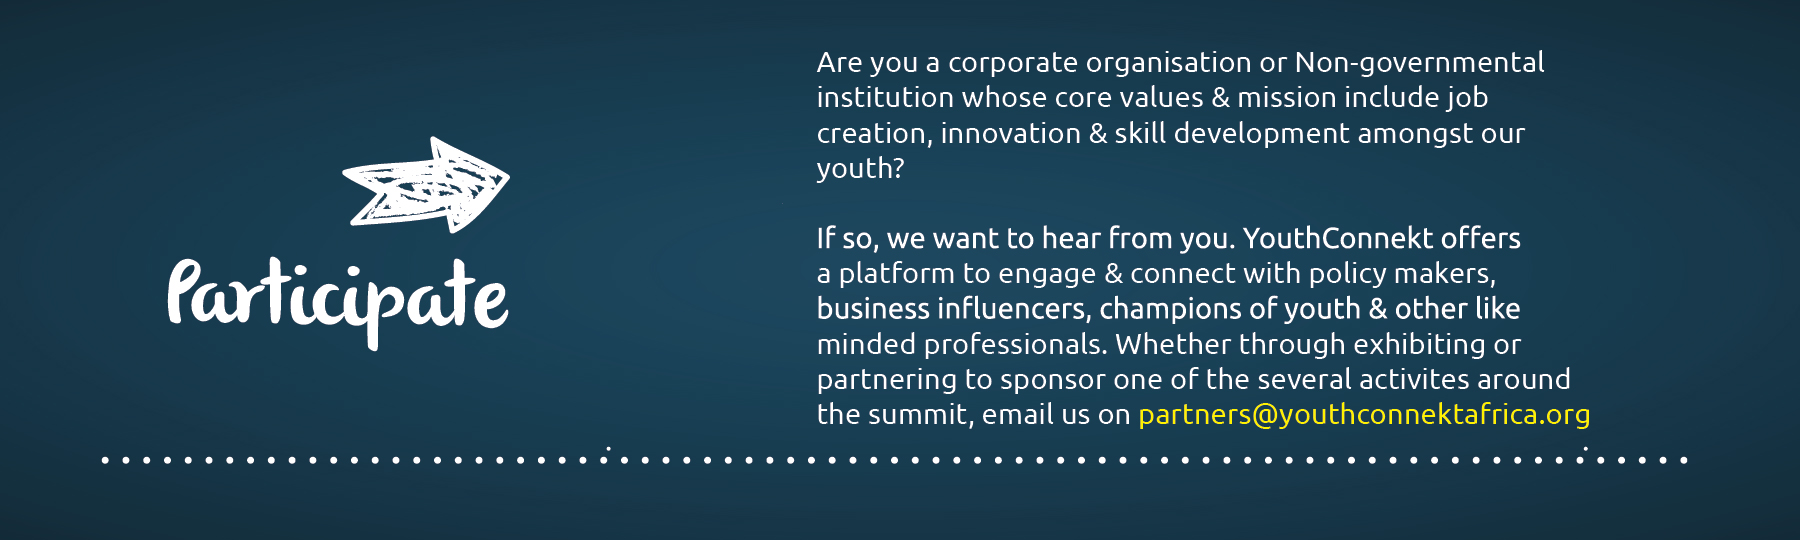 Participate
Are you a corporate organisation or Non-governmental
institution whose core values & mission include job
creation, innovation & skill development amongst our
youth?
If so, we want to hear from you. YouthConnekt offers
a platform to engage & connect with policy makers,
business influencers, champions of youth & other like
minded professionals. Whether through exhibiting or
partnering to sponsor one of the several activites around
the summit, email us on partners@youthconnektafrica.org